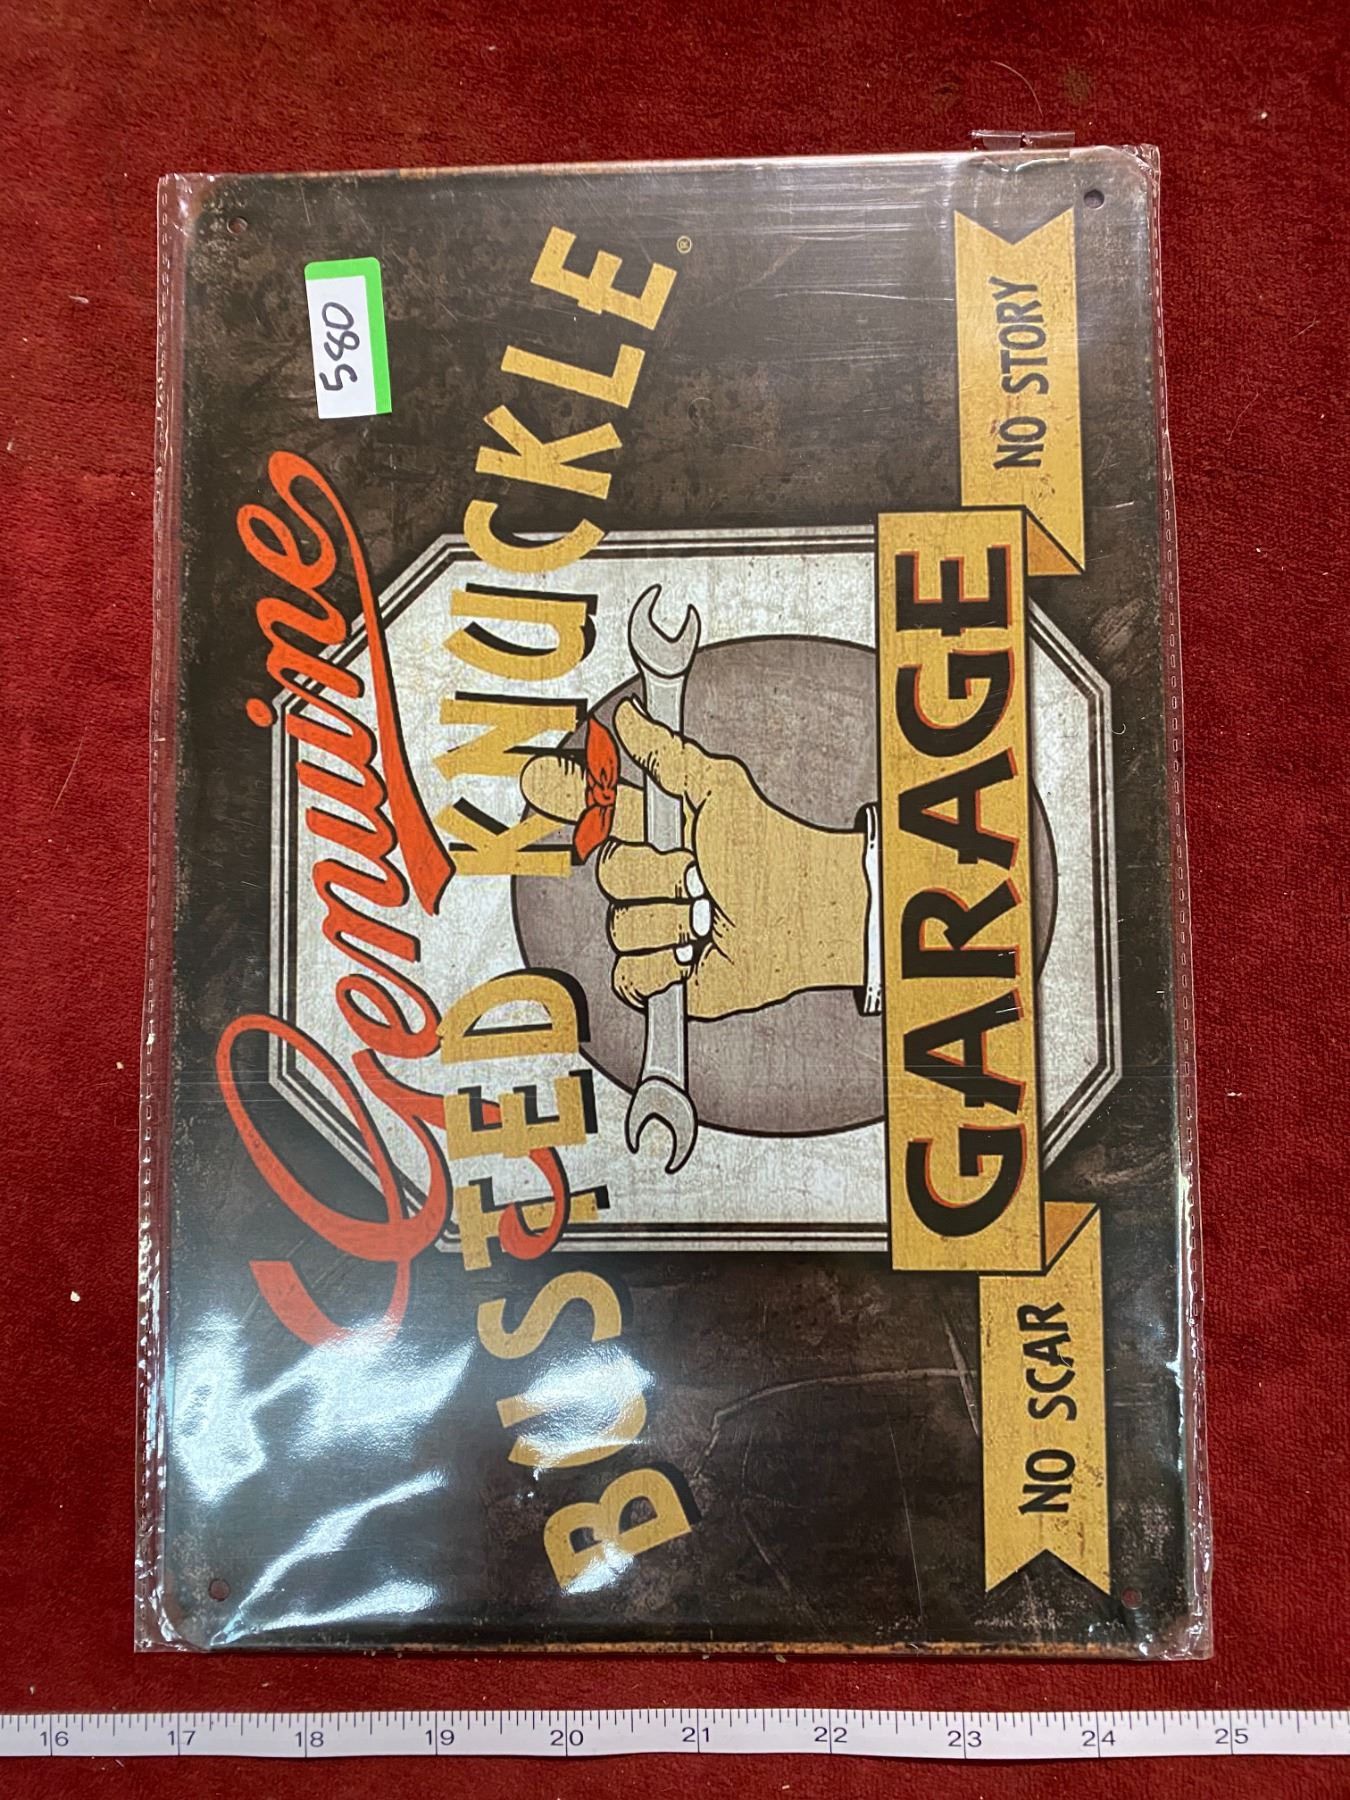 580
Genuine
BUSTED KNUCKLE®
GARAGE
NO SCAR NO STORY
16 17 18 19 20 21 22 23 24 25